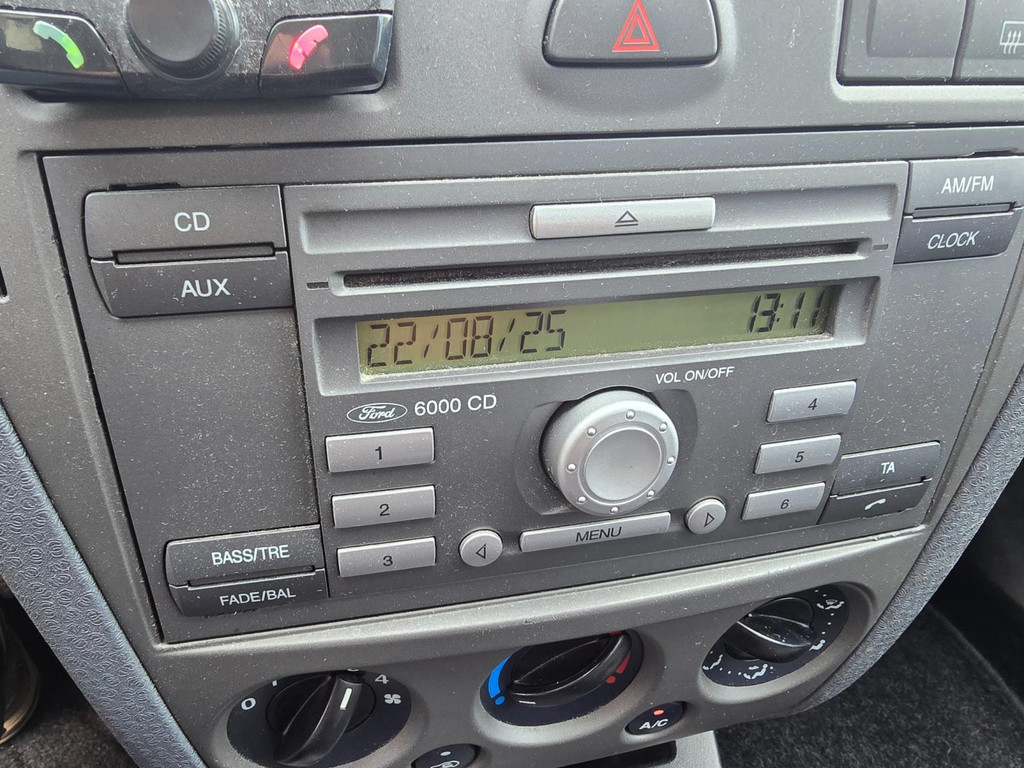 CD
AUX
AM/FM
CLOCK
22/08/25 13:11
VOL ON/OFF
Ford 6000 CD
1
2
3
4
5
6
MENU
TA
BASS/TRE
FADE/BAL
0 1 4
A/C